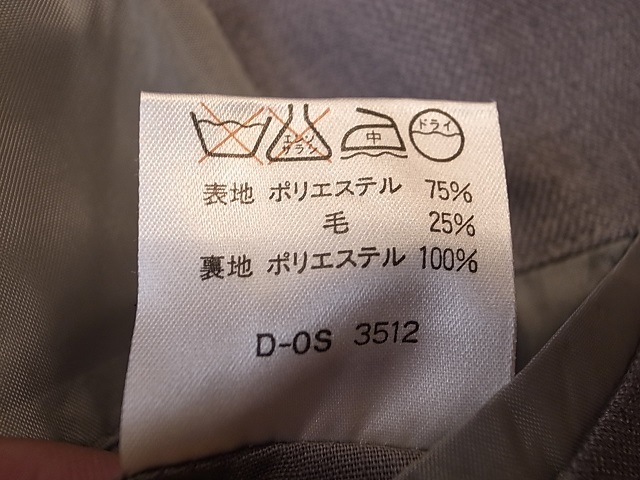 エンソ サラシ 中 ドライ
表地 ポリエステル 75%
毛 25%
裏地 ポリエステル 100%
D-OS 3512